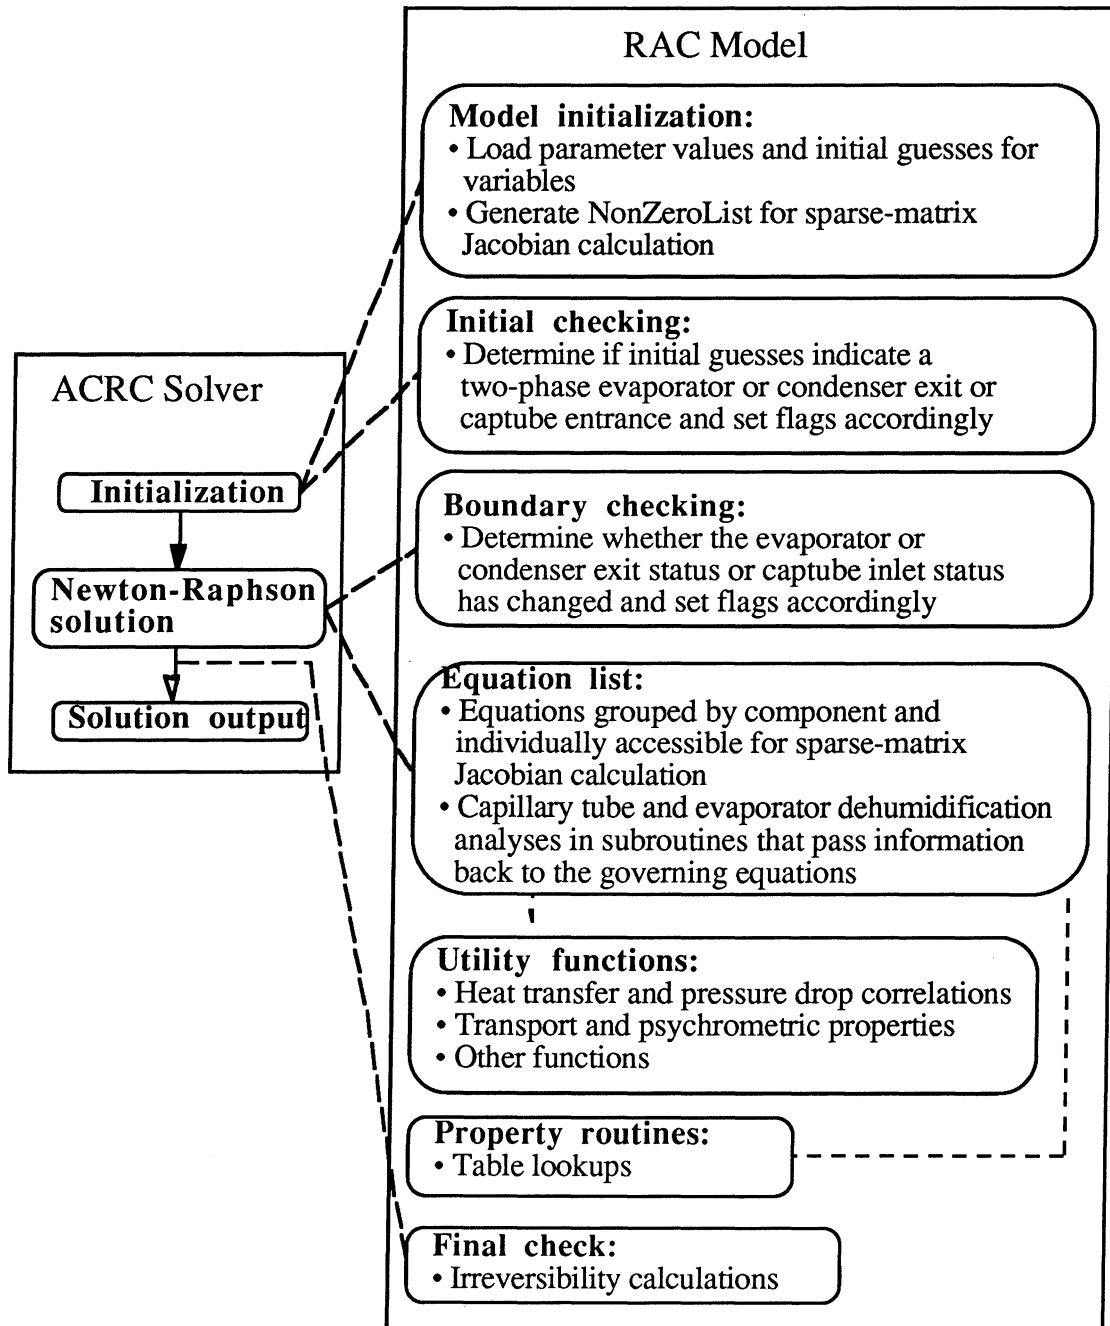 RAC Model
Model initialization:
• Load parameter values and initial guesses for
variables
• Generate NonZeroList for sparse-matrix
Jacobian calculation
Initial checking:
• Determine if initial guesses indicate a
two-phase evaporator or condenser exit or
captube entrance and set flags accordingly
ACRC Solver
Initialization
Newton-Raphson
solution
Solution output
Boundary checking:
• Determine whether the evaporator or
condenser exit status or captube inlet status
has changed and set flags accordingly
Equation list:
• Equations grouped by component and
individually accessible for sparse-matrix
Jacobian calculation
• Capillary tube and evaporator dehumidification
analyses in subroutines that pass information
back to the governing equations
Utility functions:
• Heat transfer and pressure drop correlations
• Transport and psychrometric properties
• Other functions
Property routines:
• Table lookups
Final check:
• Irreversibility calculations